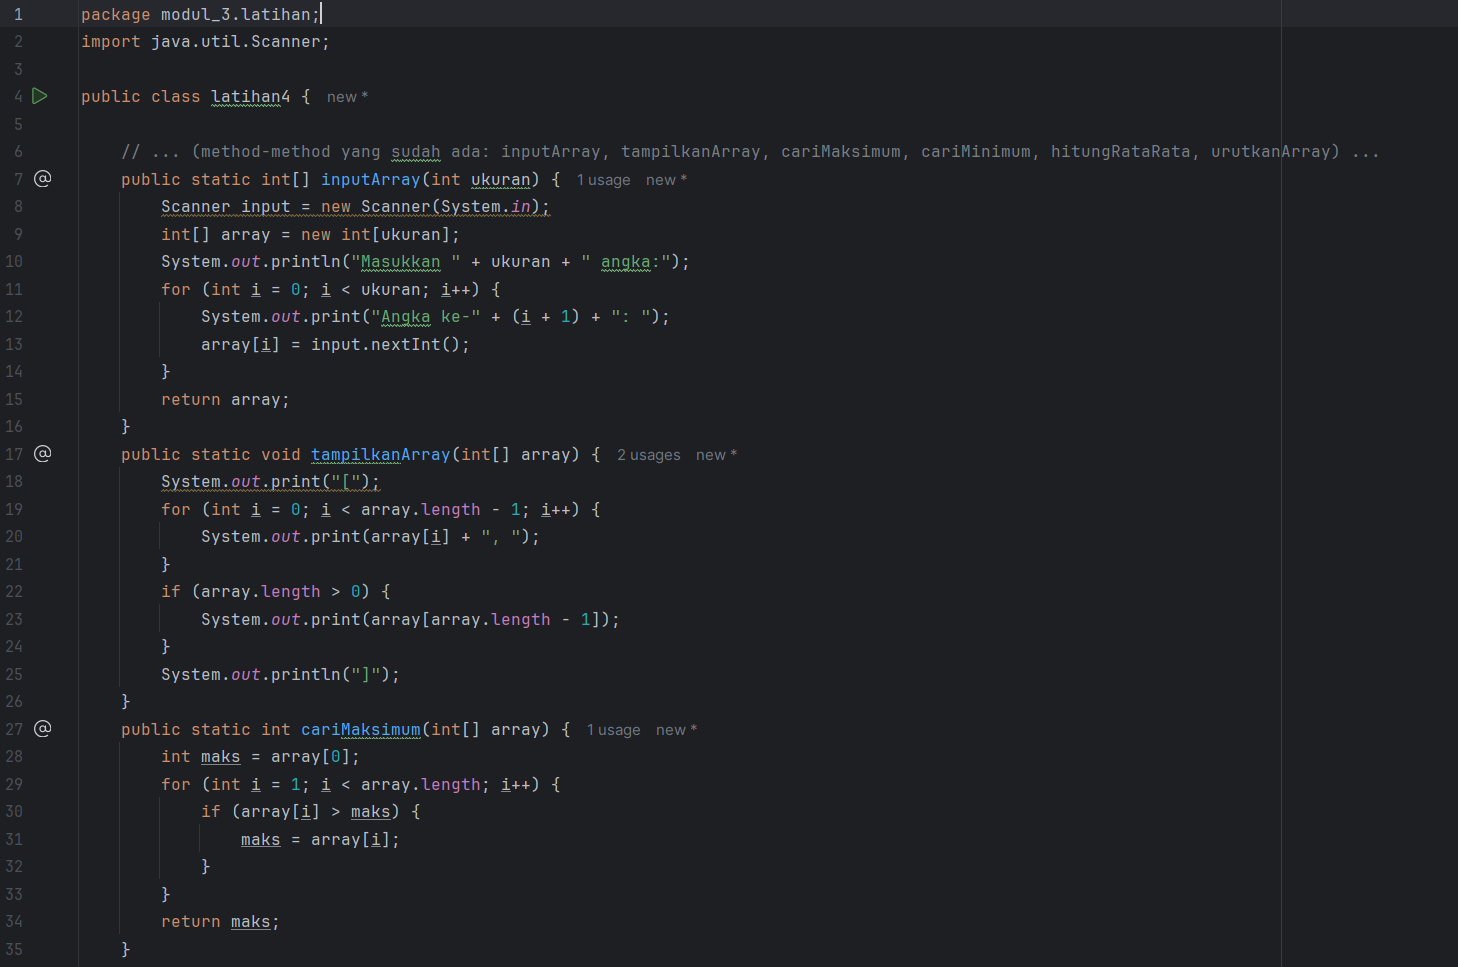 1 package modul_3.latihan;
2 import java.util.Scanner;
3
4 public class latihan4 { new *
5
6 // ... (method-method yang sudah ada: inputArray, tampilkanArray, cariMaksimum, cariMinimum, hitungRataRata, urutkanArray) ...
7 @ public static int[] inputArray(int ukuran) { 1 usage new *
8 Scanner input = new Scanner(System.in);
9 int[] array = new int[ukuran];
10 System.out.println("Masukkan " + ukuran + " angka:");
11 for (int i = 0; i < ukuran; i++) {
12 System.out.print("Angka ke-" + (i + 1) + ": ");
13 array[i] = input.nextInt();
14 }
15 return array;
16 }
17 @ public static void tampilkanArray(int[] array) { 2 usages new *
18 System.out.print("[");
19 for (int i = 0; i < array.length - 1; i++) {
20 System.out.print(array[i] + ", ");
21 }
22 if (array.length > 0) {
23 System.out.print(array[array.length - 1]);
24 }
25 System.out.println("]");
26 }
27 @ public static int cariMaksimum(int[] array) { 1 usage new *
28 int maks = array[0];
29 for (int i = 1; i < array.length; i++) {
30 if (array[i] > maks) {
31 maks = array[i];
32 }
33 }
34 return maks;
35 }